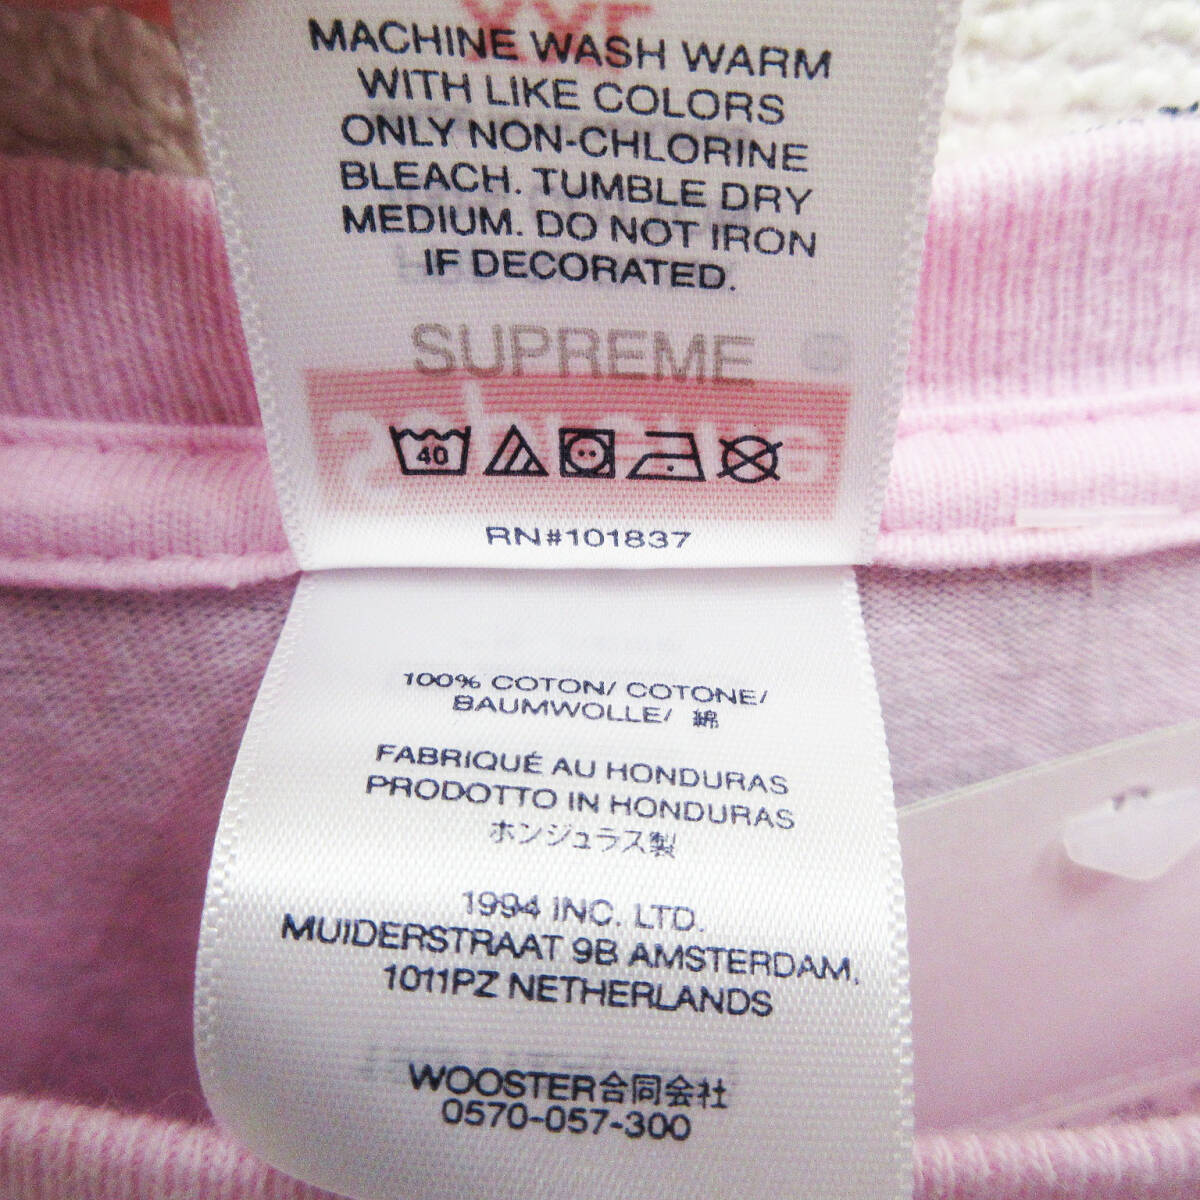 MACHINE WASH WARM
WITH LIKE COLORS
ONLY NON-CHLORINE
BLEACH. TUMBLE DRY
MEDIUM. DO NOT IRON
IF DECORATED.
SUPREME
40
RN#101837
100% COTON/ COTONE/
BAUMWOLLE/ 綿
FABRIQUÉ AU HONDURAS
PRODOTTO IN HONDURAS
ホンジュラス製
1994 INC. LTD.
MUIDERSTRAAT 9B AMSTERDAM,
1011PZ NETHERLANDS
WOOSTER合同会社
0570-057-300